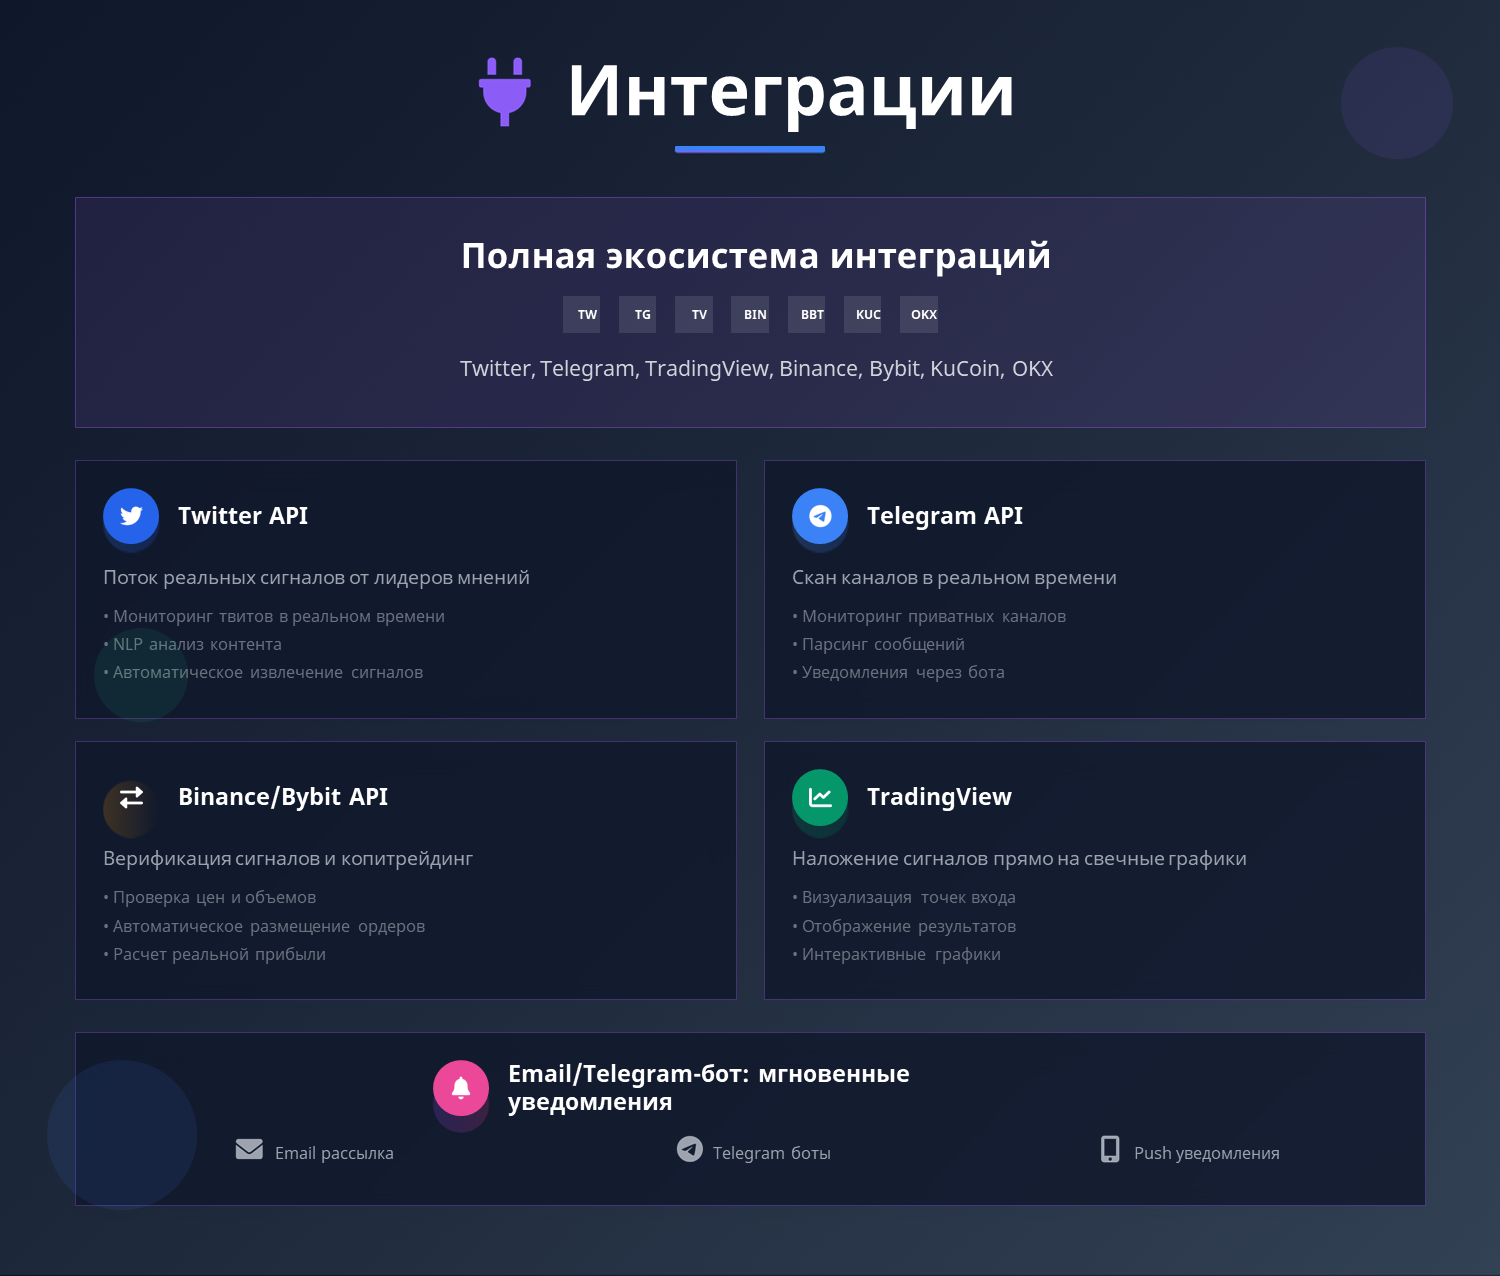 Интеграции
Полная экосистема интеграций
TW TG TV BIN BBT KUC OKX
Twitter, Telegram, TradingView, Binance, Bybit, KuCoin, OKX
Twitter API
Поток реальных сигналов от лидеров мнений
• Мониторинг твитов в реальном времени
• NLP анализ контента
• Автоматическое извлечение сигналов
Telegram API
Скан каналов в реальном времени
• Мониторинг приватных каналов
• Парсинг сообщений
• Уведомления через бота
Binance/Bybit API
Верификация сигналов и копитрейдинг
• Проверка цен и объемов
• Автоматическое размещение ордеров
• Расчет реальной прибыли
TradingView
Наложение сигналов прямо на свечные графики
• Визуализация точек входа
• Отображение результатов
• Интерактивные графики
Email/Telegram-бот: мгновенные
уведомления
Email рассылка
Telegram боты
Push уведомления